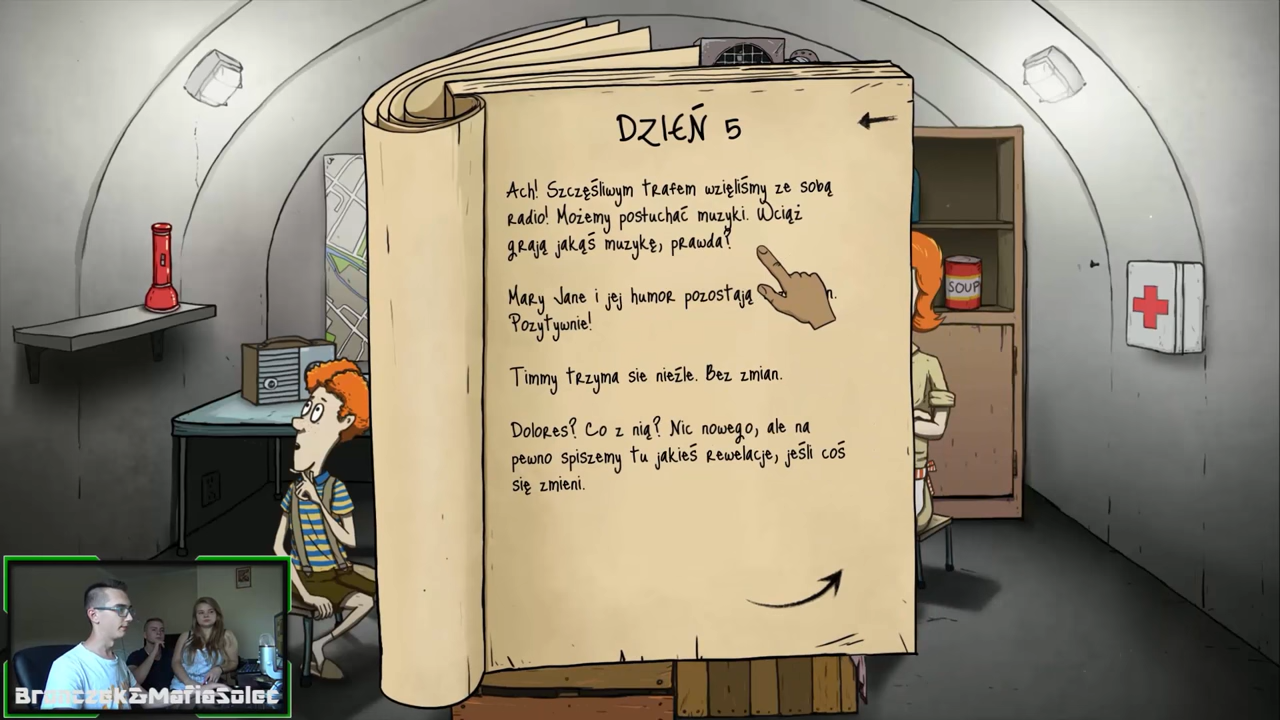 DZIEŃ 5
Ach! Szczęśliwym trafem wzięliśmy ze sobą
radio! Możemy posłuchać muzyki. Wciąż
grają jakąś muzykę, prawda?
Mary Jane i jej humor pozostają
Pozytywnie!
Timmy trzyma sie nieźle. Bez zmian.
Dolores? Co z nią? Nic nowego, ale na
pewno spiszemy tu jakieś rewelacje, jeśli coś
się zmieni.
SOUP